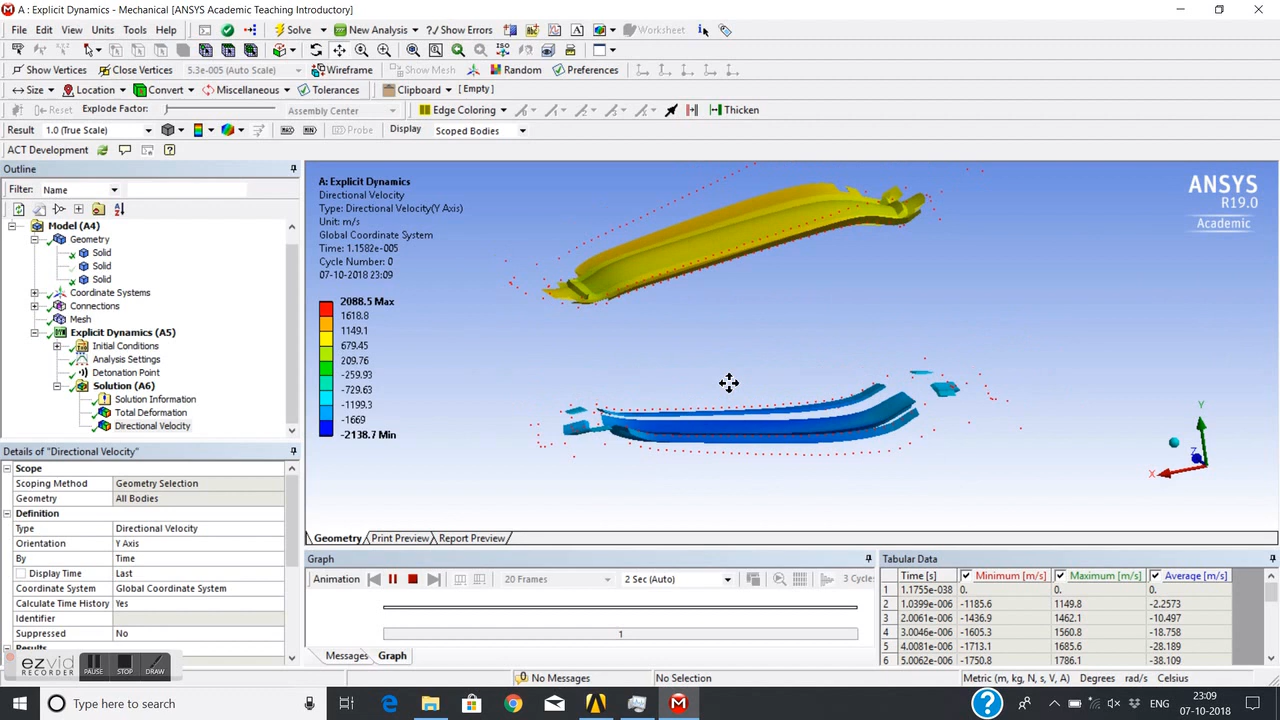 A : Explicit Dynamics - Mechanical [ANSYS Academic Teaching Introductory]
File Edit View Units Tools Help Solve New Analysis Show Errors Worksheet
Show Vertices Close Vertices 5.3e-005 (Auto Scale) Wireframe Show Mesh Random Preferences
Size Location Convert Miscellaneous Tolerances Clipboard [Empty]
Reset Explode Factor: Assembly Center Edge Coloring Thicken
Result 1.0 (True Scale) Probe Display Scoped Bodies
ACT Development
Outline
Filter: Name
Model (A4)
Geometry
Solid
Solid
Solid
Coordinate Systems
Connections
Mesh
Explicit Dynamics (A5)
Initial Conditions
Analysis Settings
Detonation Point
Solution (A6)
Solution Information
Total Deformation
Directional Velocity
Details of "Directional Velocity"
Scope
Scoping Method Geometry Selection
Geometry All Bodies
Definition
Type Directional Velocity
Orientation Y Axis
By Time
Display Time Last
Coordinate System Global Coordinate System
Calculate Time History Yes
Identifier
Suppressed No
Results
ezvid
RECORDER
PAUSE STOP DRAW
A: Explicit Dynamics
Directional Velocity
Type: Directional Velocity(Y Axis)
Unit: m/s
Global Coordinate System
Time: 1.1582e-005
Cycle Number: 0
07-10-2018 23:09
2088.5 Max
1618.8
1149.1
679.45
209.76
-259.93
-729.63
-1199.3
-1669
-2138.7 Min
ANSYS
R19.0
Academic
Y
Z
X
Geometry Print Preview Report Preview
Graph
Animation 20 Frames 2 Sec (Auto) 3 Cycle
1
Messages Graph
Tabular Data
Time [s] Minimum [m/s] Maximum [m/s] Average [m/s]
1 1.1755e-038 0. 0. 0.
2 1.0399e-006 -1185.6 1149.8 -2.2573
3 2.0061e-006 -1436.9 1462.1 -10.497
4 3.0046e-006 -1605.3 1560.8 -18.758
5 4.0081e-006 -1713.1 1685.6 -28.189
6 5.0062e-006 -1750.8 1786.1 -38.109
0 No Messages No Selection Metric (m, kg, N, s, V, A) Degrees rad/s Celsius
Type here to search
ENG
23:09
07-10-2018